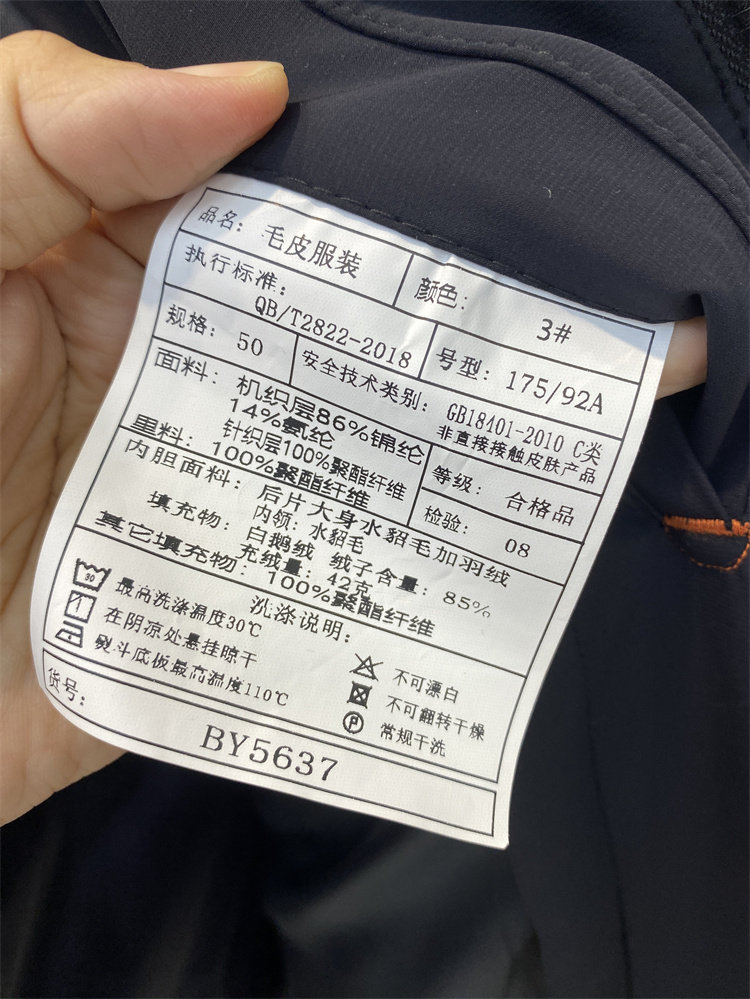 品名: 毛皮服装
颜色: 3#
执行标准:
QB/T2822-2018
号型: 175/92A
规格: 50
安全技术类别: GB18401-2010 C类
非直接接触皮肤产品
面料: 机织层86%锦纶
14%氨纶
针织层100%聚酯纤维
里料: 100%聚酯纤维
等级: 合格品
检验: 08
内胆面料: 后片大身水貂毛加羽绒
内领: 水貂毛
填充物: 白鹅绒 绒子含量: 85%
充绒量: 42克
其它填充物: 100%聚酯纤维
洗涤说明:
30 最高洗涤温度30℃
在阴凉处悬挂晾干
熨斗底板最高温度110℃
不可漂白
不可翻转干燥
P 常规干洗
货号:
BY5637